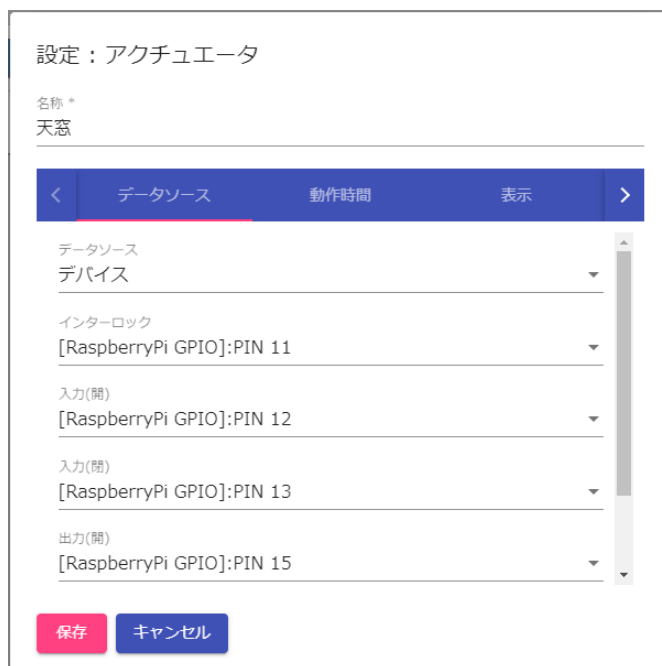 設定：アクチュエータ
名称 *
天窓
データソース 動作時間 表示
データソース
デバイス
インターロック
[RaspberryPi GPIO]:PIN 11
入力(開)
[RaspberryPi GPIO]:PIN 12
入力(閉)
[RaspberryPi GPIO]:PIN 13
出力(開)
[RaspberryPi GPIO]:PIN 15
保存 キャンセル